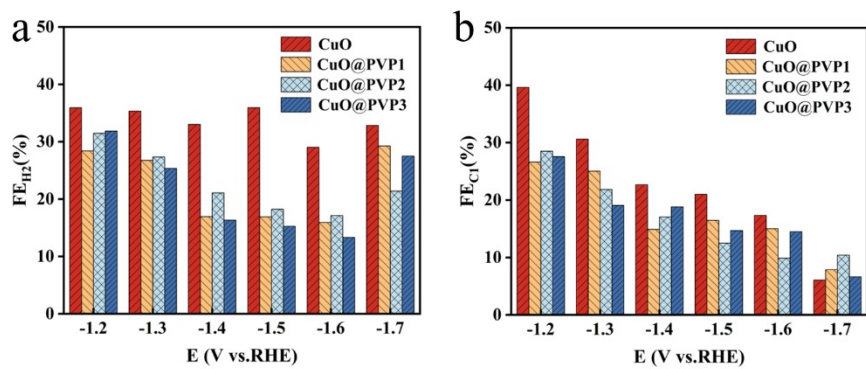 a
50
40
30
20
10
0
FEH2(%)
CuO
CuO@PVP1
CuO@PVP2
CuO@PVP3
-1.2 -1.3 -1.4 -1.5 -1.6 -1.7
E (V vs.RHE)
b
50
40
30
20
10
0
FEC1(%)
CuO
CuO@PVP1
CuO@PVP2
CuO@PVP3
-1.2 -1.3 -1.4 -1.5 -1.6 -1.7
E (V vs.RHE)